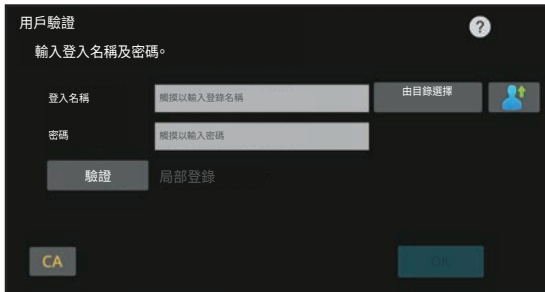 用戶驗證
輸入登入名稱及密碼。
登入名稱
觸摸以輸入登錄名稱
由目錄選擇
密碼
觸摸以輸入密碼
驗證
局部登錄
CA
OK